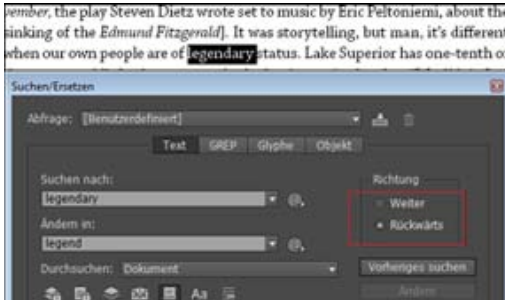 vember, the play Steven Dietz wrote set to music by Eric Peltoniemi, about the
sinking of the Edmund Fitzgerald]. It was storytelling, but man, it's different
when our own people are of legendary status. Lake Superior has one-tenth o
Suchen/Ersetzen
Abfrage: [Benutzerdefiniert]
Text GREP Glyphe Objekt
Suchen nach:
legendary
Richtung
Weiter
Rückwärts
Ändern in:
legend
Durchsuchen: Dokument
Vorheriges suchen
Ändern